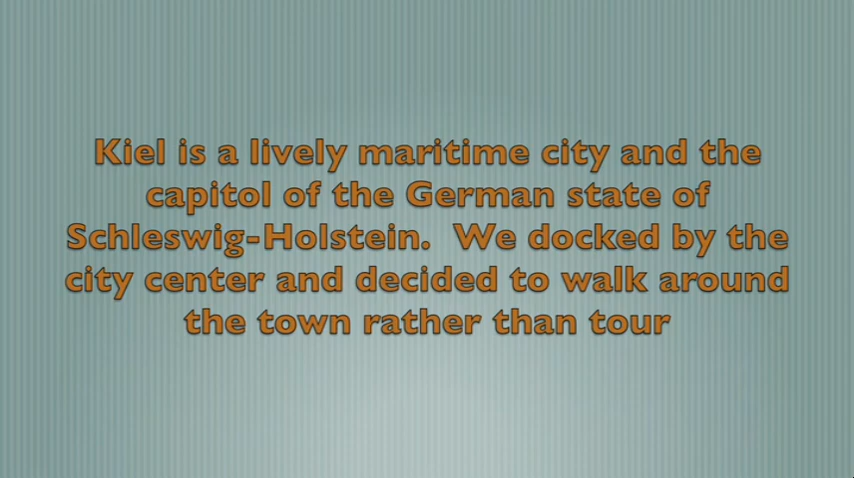 Kiel is a lively maritime city and the
capitol of the German state of
Schleswig-Holstein.  We docked by the
city center and decided to walk around
the town rather than tour